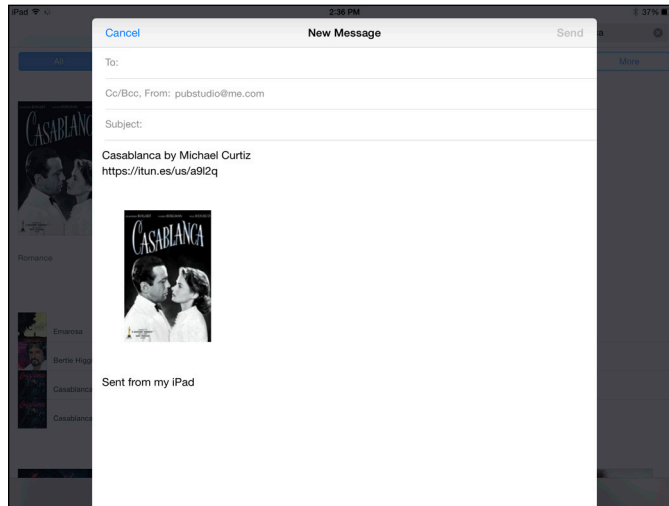 iPad 2:36 PM 37%
Cancel New Message Send
a
All More
To:
Cc/Bcc, From: pubstudio@me.com
Subject:
Casablanca by Michael Curtiz
https://itun.es/us/a9l2q
CASABLANC
CASABLANCA
Romance
Emarosa
Bertie Higg
Casablanca
Casablanca
Sent from my iPad